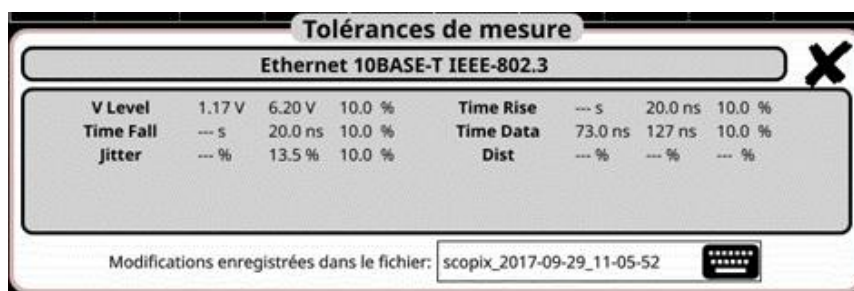 Tolérances de mesure
Ethernet 10BASE-T IEEE-802.3
V Level 1.17 V 6.20 V 10.0 % Time Rise --- s 20.0 ns 10.0 %
Time Fall --- s 20.0 ns 10.0 % Time Data 73.0 ns 127 ns 10.0 %
Jitter --- % 13.5 % 10.0 % Dist --- % --- % --- %
Modifications enregistrées dans le fichier: scopix_2017-09-29_11-05-52